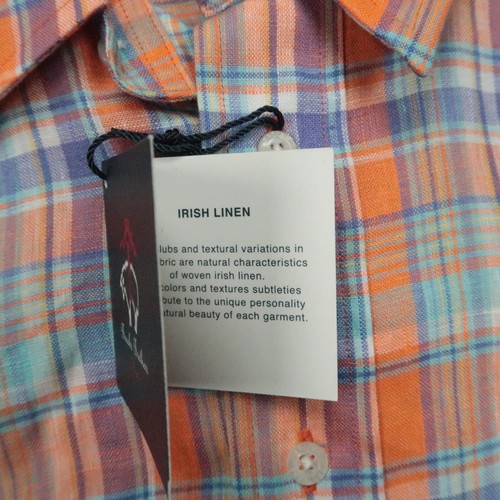 IRISH LINEN
lubs and textural variations in
bric are natural characteristics
of woven irish linen.
colors and textures subtleties
bute to the unique personality
atural beauty of each garment.